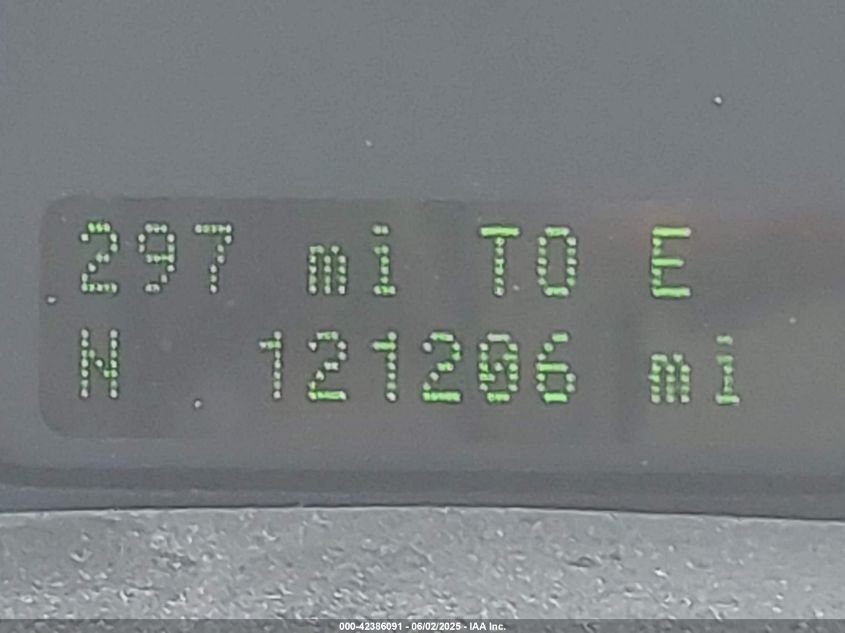 297 mi TO E
N 121206 mi
000-42386091 - 06/02/2025 - IAA Inc.